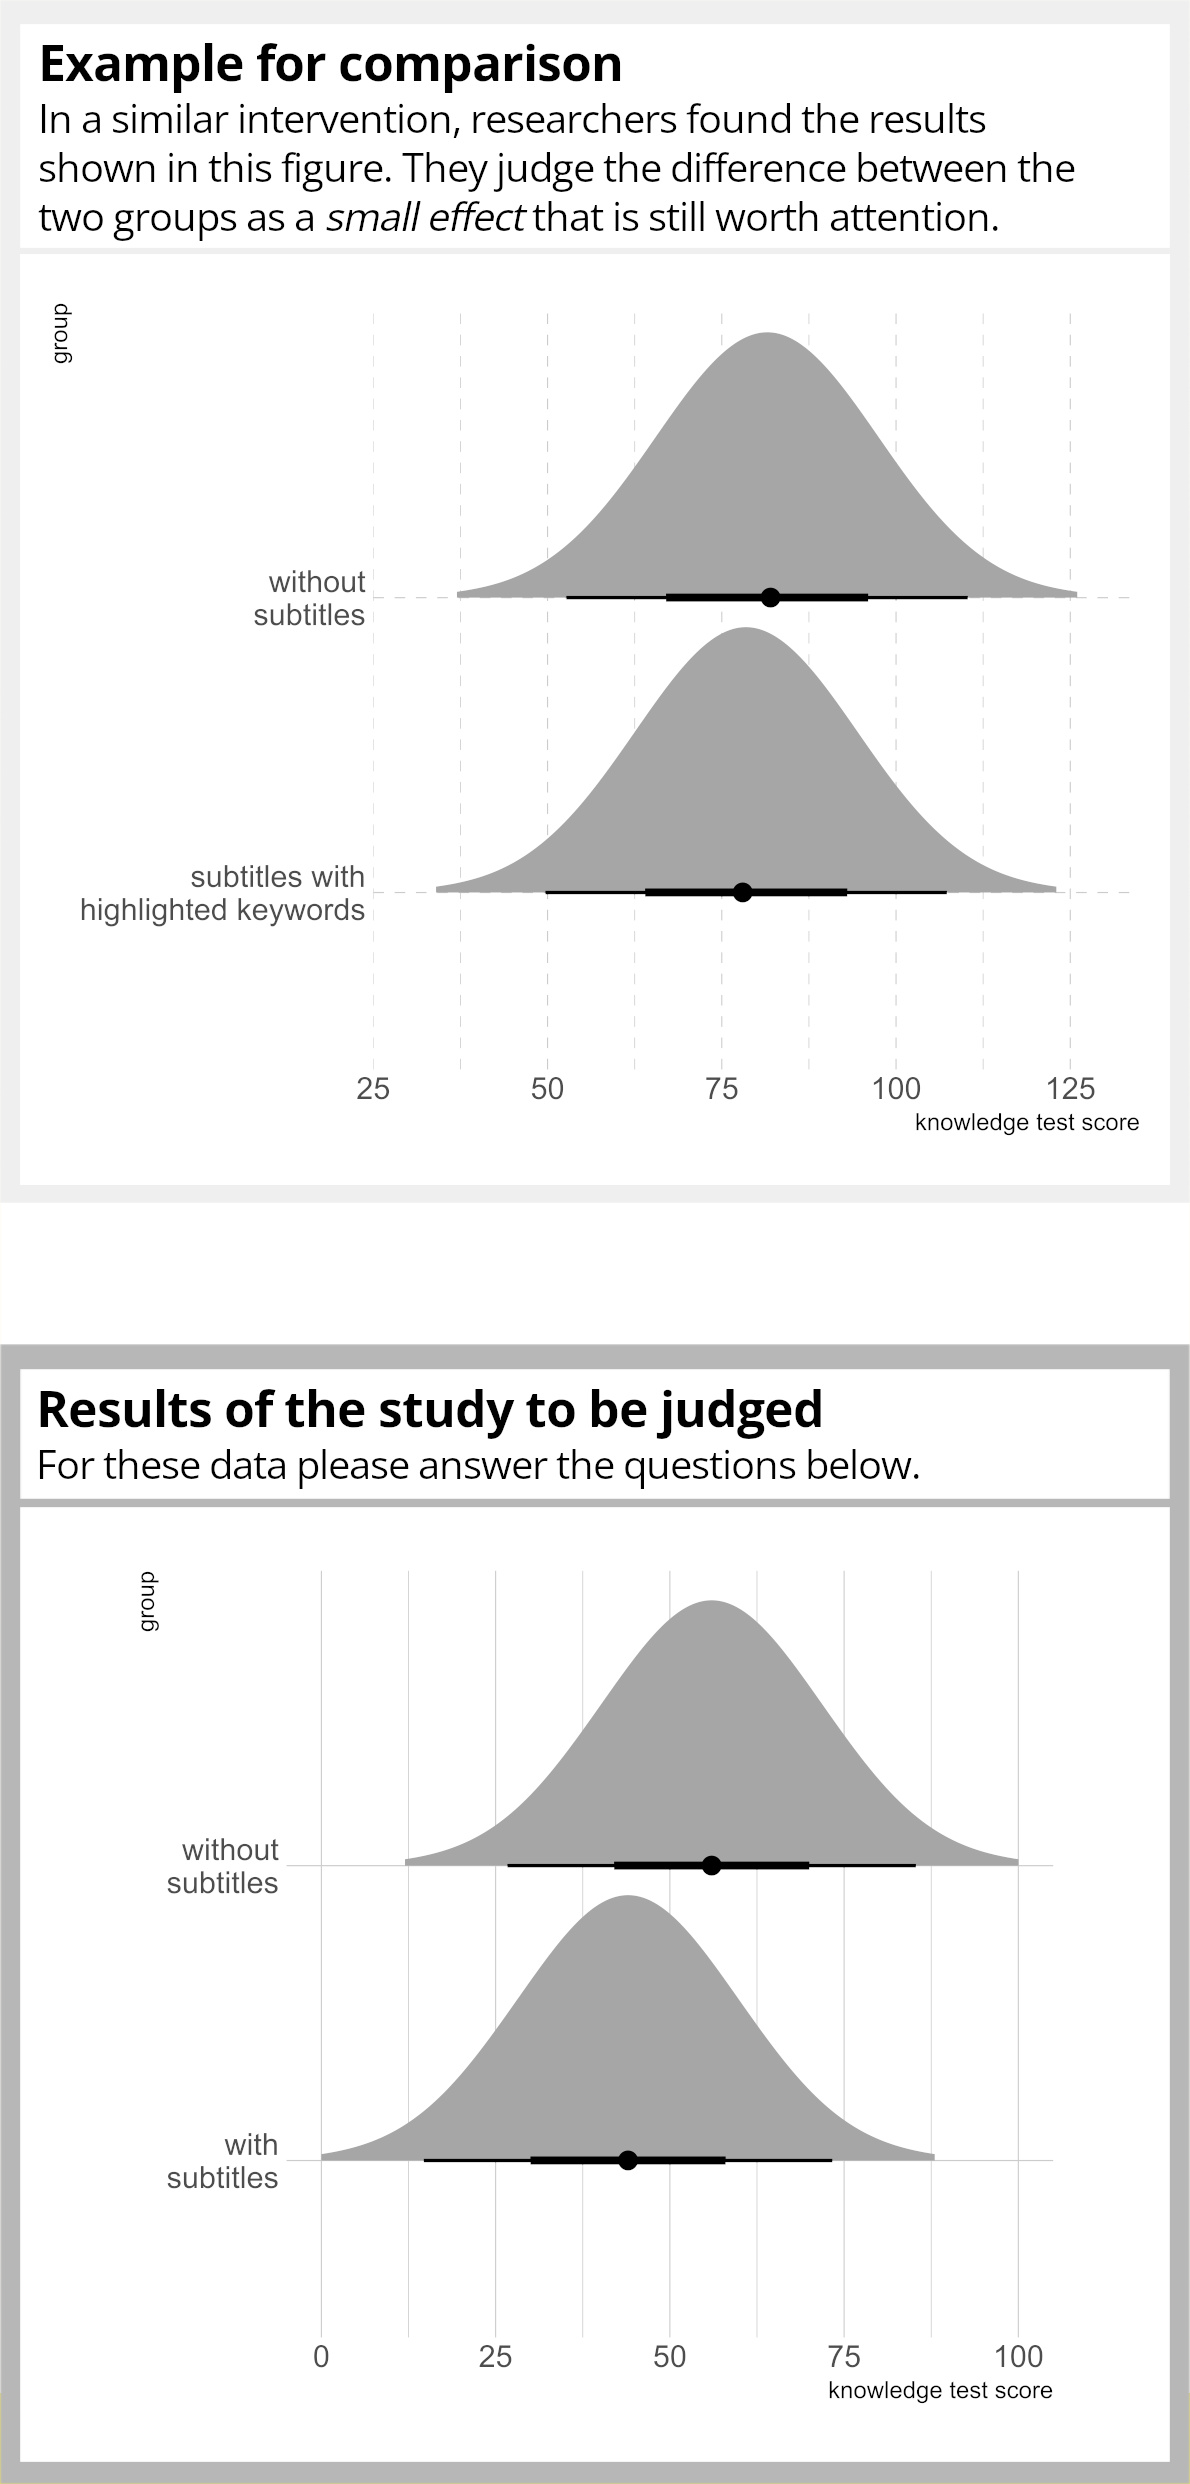 Example for comparison
In a similar intervention, researchers found the results
shown in this figure. They judge the difference between the
two groups as a small effect that is still worth attention.
group
without
subtitles
subtitles with
highlighted keywords
25 50 75 100 125
knowledge test score
Results of the study to be judged
For these data please answer the questions below.
group
without
subtitles
with
subtitles
0 25 50 75 100
knowledge test score